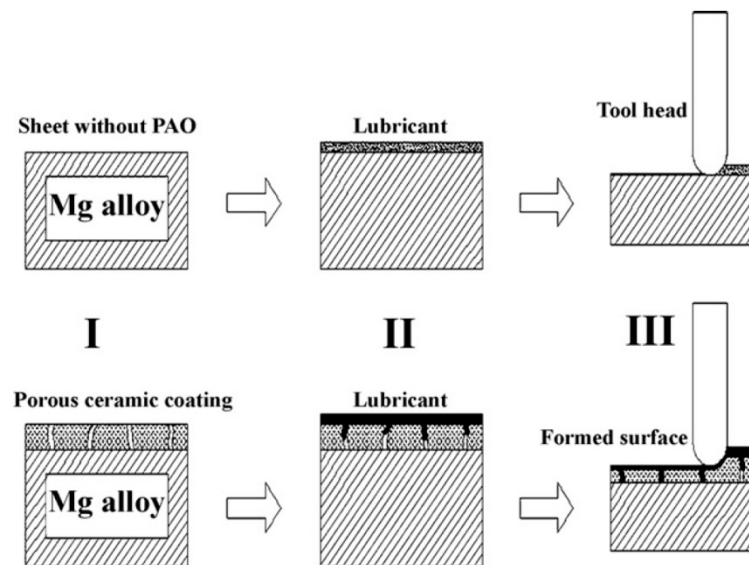 Sheet without PAO
Lubricant
Tool head
Mg alloy
I
II
III
Porous ceramic coating
Lubricant
Formed surface
Mg alloy